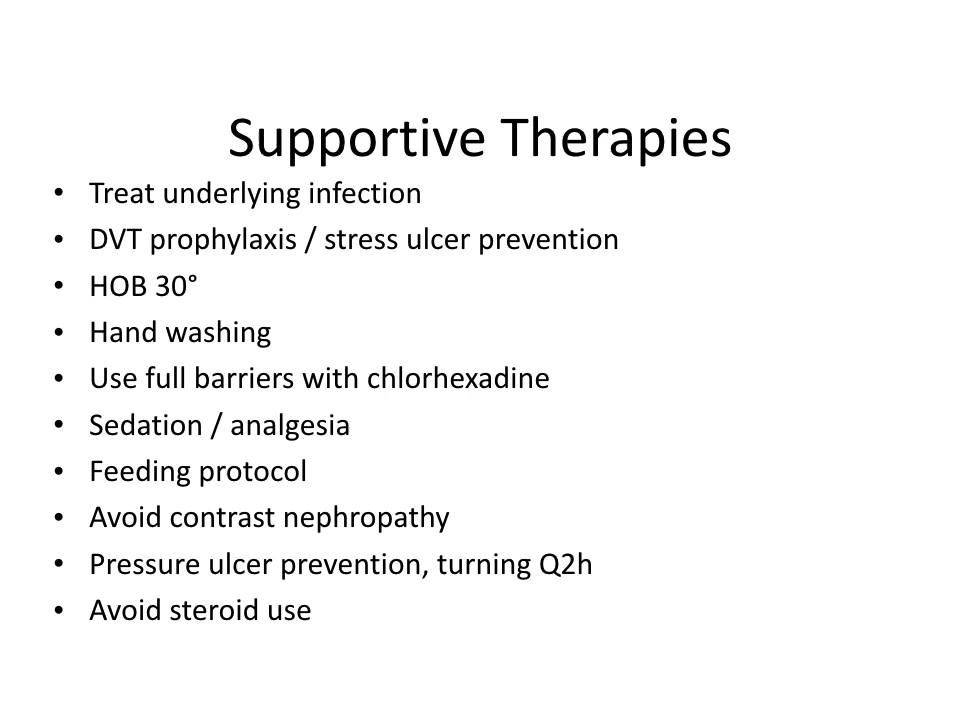 Supportive Therapies
• Treat underlying infection
• DVT prophylaxis / stress ulcer prevention
• HOB 30°
• Hand washing
• Use full barriers with chlorhexadine
• Sedation / analgesia
• Feeding protocol
• Avoid contrast nephropathy
• Pressure ulcer prevention, turning Q2h
• Avoid steroid use